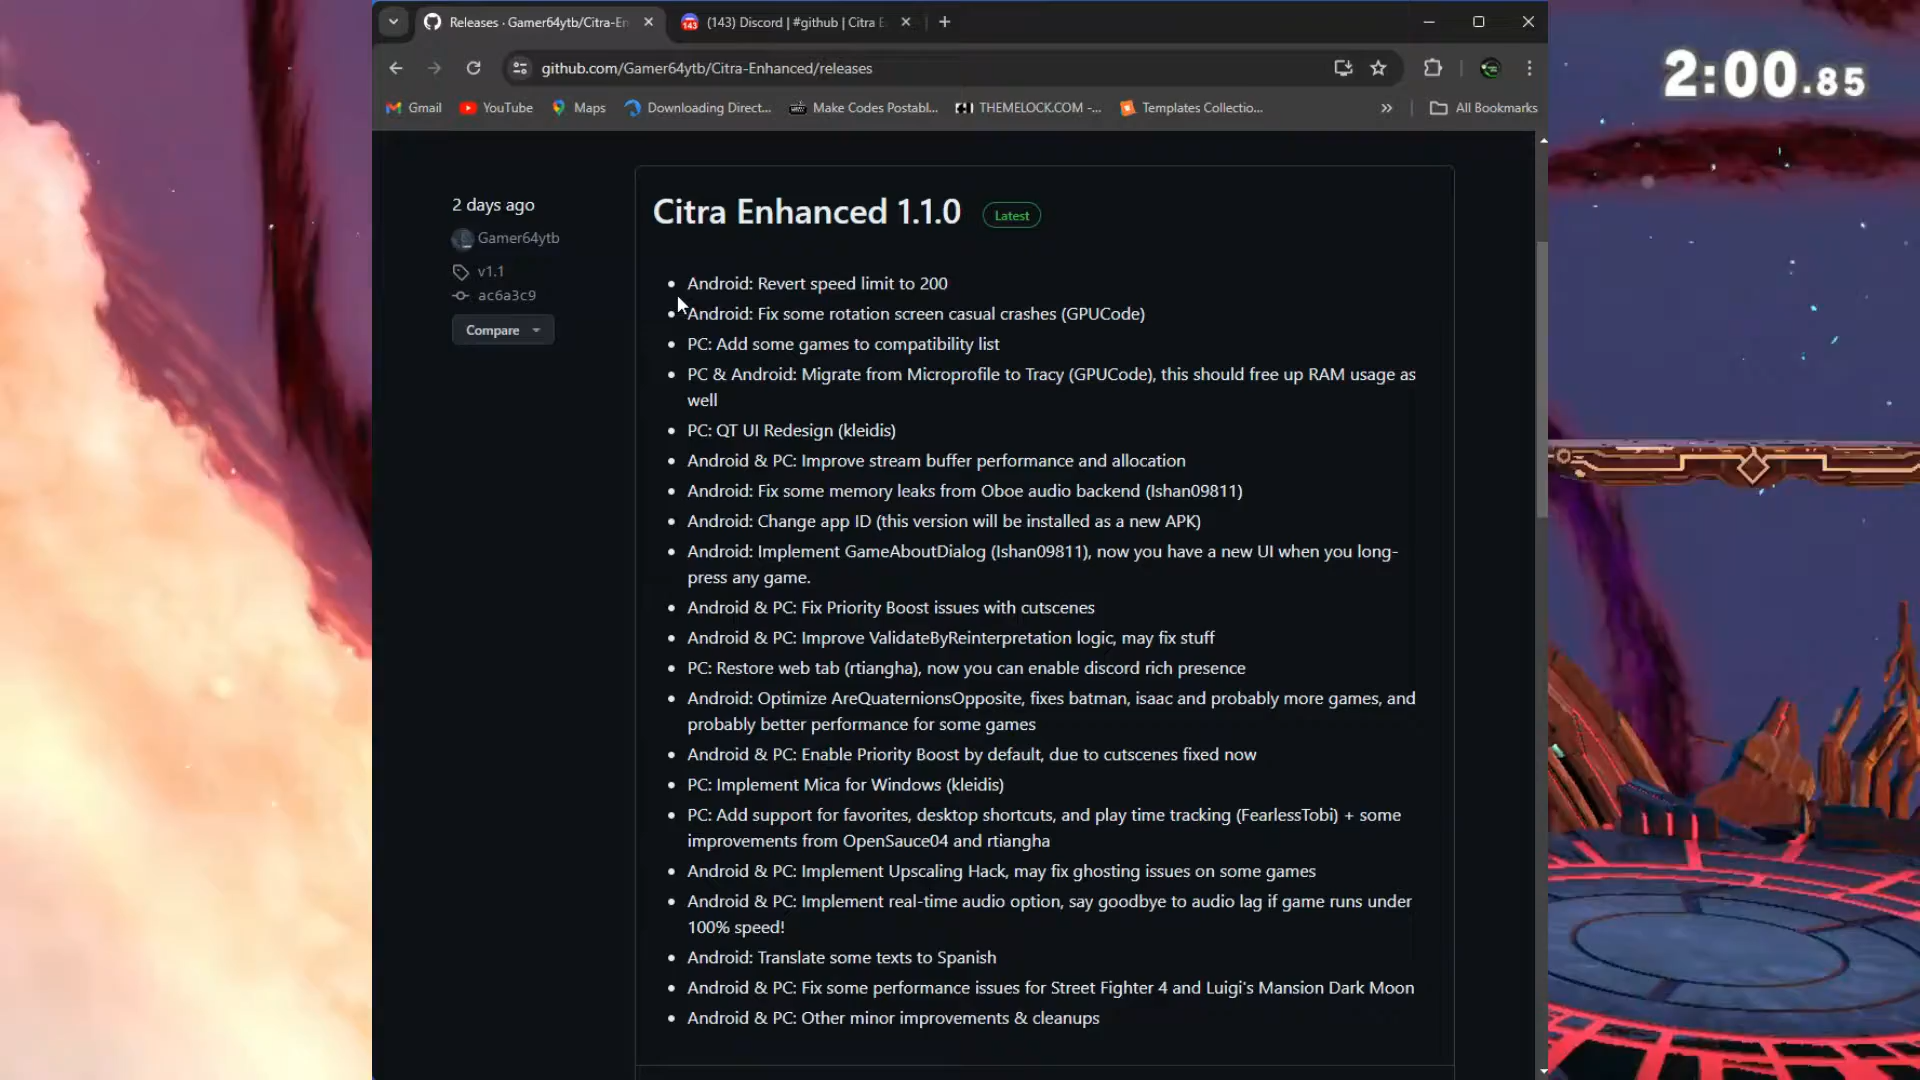 Releases · Gamer64ytb/Citra-En
(143) Discord | #github | Citra E
143
github.com/Gamer64ytb/Citra-Enhanced/releases
Gmail
YouTube
Maps
Downloading Direct...
Make Codes Postabl...
THEMELOCK.COM -...
Templates Collectio...
»
All Bookmarks
2:00.85
2 days ago
Gamer64ytb
v1.1
ac6a3c9
Compare
Citra Enhanced 1.1.0
Latest
• Android: Revert speed limit to 200
• Android: Fix some rotation screen casual crashes (GPUCode)
• PC: Add some games to compatibility list
• PC & Android: Migrate from Microprofile to Tracy (GPUCode), this should free up RAM usage as
well
• PC: QT UI Redesign (kleidis)
• Android & PC: Improve stream buffer performance and allocation
• Android: Fix some memory leaks from Oboe audio backend (Ishan09811)
• Android: Change app ID (this version will be installed as a new APK)
• Android: Implement GameAboutDialog (Ishan09811), now you have a new UI when you long-
press any game.
• Android & PC: Fix Priority Boost issues with cutscenes
• Android & PC: Improve ValidateByReinterpretation logic, may fix stuff
• PC: Restore web tab (rtiangha), now you can enable discord rich presence
• Android: Optimize AreQuaternionsOpposite, fixes batman, isaac and probably more games, and
probably better performance for some games
• Android & PC: Enable Priority Boost by default, due to cutscenes fixed now
• PC: Implement Mica for Windows (kleidis)
• PC: Add support for favorites, desktop shortcuts, and play time tracking (FearlessTobi) + some
improvements from OpenSauce04 and rtiangha
• Android & PC: Implement Upscaling Hack, may fix ghosting issues on some games
• Android & PC: Implement real-time audio option, say goodbye to audio lag if game runs under
100% speed!
• Android: Translate some texts to Spanish
• Android & PC: Fix some performance issues for Street Fighter 4 and Luigi's Mansion Dark Moon
• Android & PC: Other minor improvements & cleanups